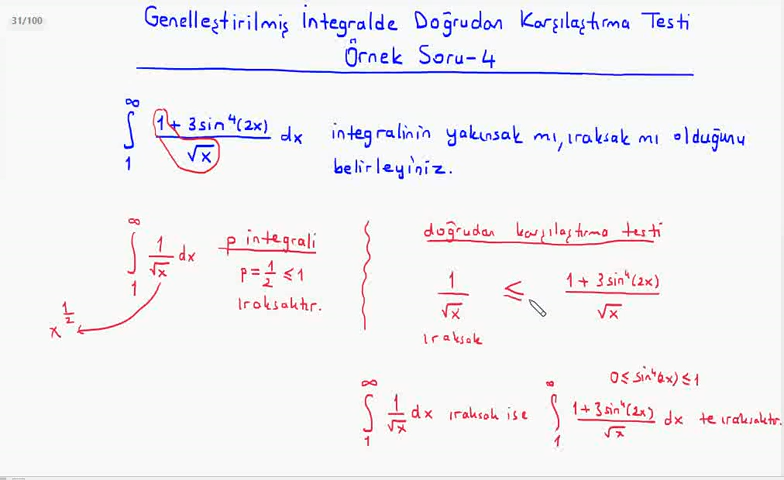 31/100
Genelleştirilmiş İntegralde Doğrudan Karşılaştırma Testi
Örnek Soru-4
∫₁^∞ (1 + 3sin⁴(2x))/√x dx integralinin yakınsak mı, ıraksak mı olduğunu
belirleyiniz.
∫₁^∞ 1/√x dx p integrali
p = 1/2 ≤ 1
ıraksaktır.
x^(1/2)
doğrudan karşılaştırma testi
1/√x ≤ (1 + 3sin⁴(2x))/√x
ıraksak
0 ≤ sin⁴(2x) ≤ 1
∫₁^∞ 1/√x dx ıraksak ise ∫₁^∞ (1 + 3sin⁴(2x))/√x dx te ıraksaktır.